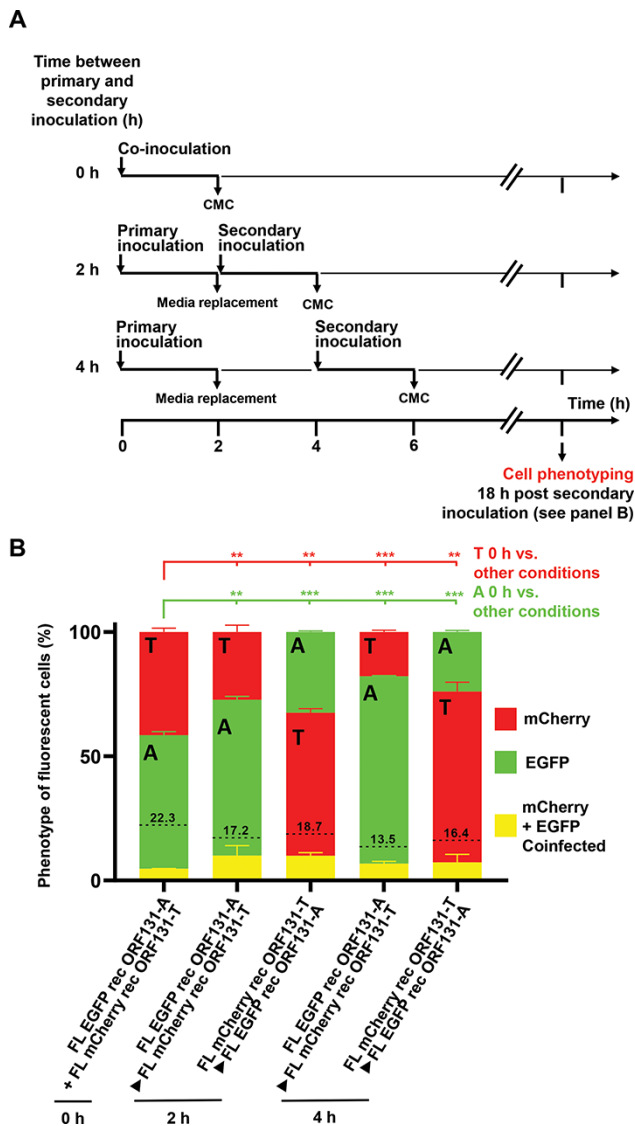 A
Time between
primary and
secondary
inoculation (h)
Co-inoculation
0 h
CMC
Primary
inoculation
Secondary
inoculation
2 h
Media replacement
CMC
Primary
inoculation
Secondary
inoculation
4 h
Media replacement
CMC
Time (h)
0
2
4
6
Cell phenotyping
18 h post secondary
inoculation (see panel B)
B
** ** *** **
T 0 h vs.
other conditions
** *** *** ***
A 0 h vs.
other conditions
Phenotype of fluorescent cells (%)
100
50
0
T
A
22.3
T
A
17.2
A
T
18.7
T
A
13.5
A
T
16.4
mCherry
EGFP
mCherry
+ EGFP
Coinfected
FL EGFP rec ORF131-A
+ FL mCherry rec ORF131-T
FL EGFP rec ORF131-A
▶FL mCherry rec ORF131-T
FL mCherry rec ORF131-T
▶FL EGFP rec ORF131-A
FL EGFP rec ORF131-A
▶FL mCherry rec ORF131-T
FL mCherry rec ORF131-T
▶FL EGFP rec ORF131-A
0 h
2 h
4 h